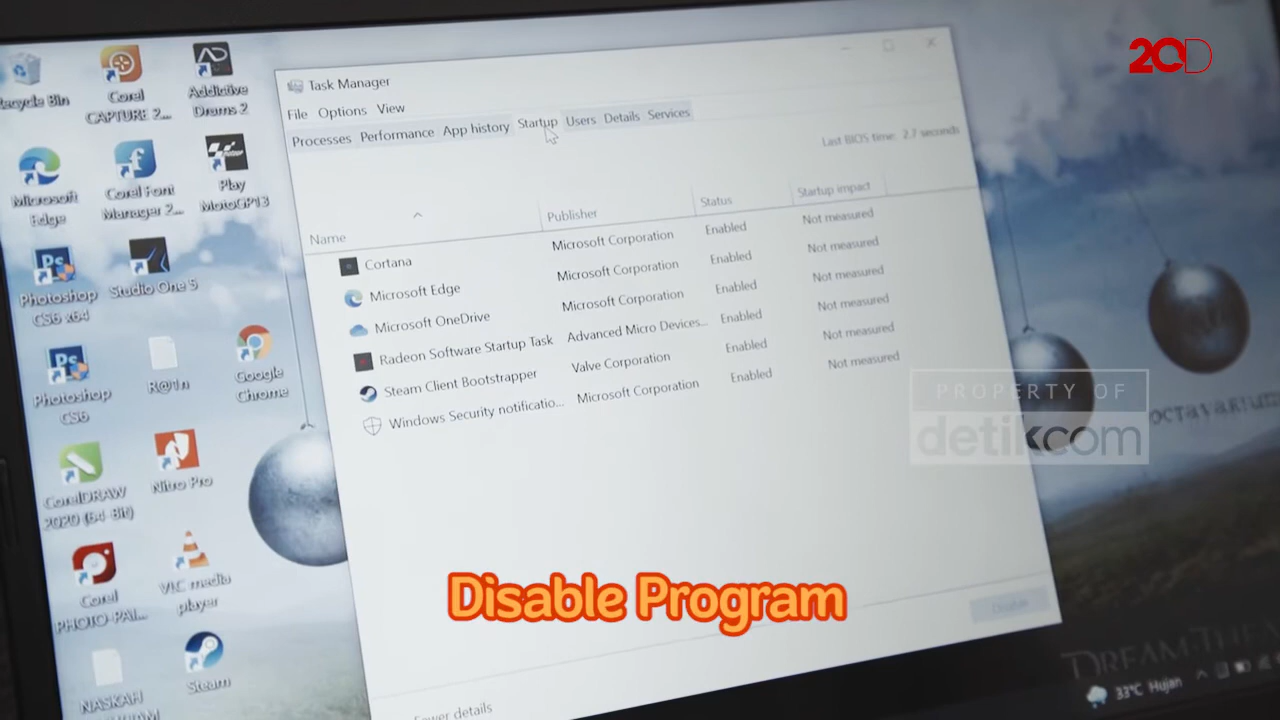 20D
Recycle Bin
Corel
CAPTURE 2...
Addictive
Drums 2
Microsoft
Edge
Corel Font
Manager 2...
Play
MotoGP13
Photoshop
CS6 x64
Studio One 5
Photoshop
CS6
R@1n
Google
Chrome
CorelDRAW
2020 (64-Bit)
Nitro Pro
Corel
PHOTO-PAI...
VLC media
player
NASKAH
Steam
Task Manager
File Options View
Processes Performance App history Startup Users Details Services
Last BIOS time: 2.7 seconds
Name Publisher Status Startup impact
Cortana Microsoft Corporation Enabled Not measured
Microsoft Edge Microsoft Corporation Enabled Not measured
Microsoft OneDrive Microsoft Corporation Enabled Not measured
Radeon Software Startup Task Advanced Micro Devices... Enabled Not measured
Steam Client Bootstrapper Valve Corporation Enabled Not measured
Windows Security notificatio... Microsoft Corporation Enabled Not measured
Fewer details
Disable
PROPERTY OF
detikcom
octavarium
Disable Program
DREAM THE
33°C Hujan